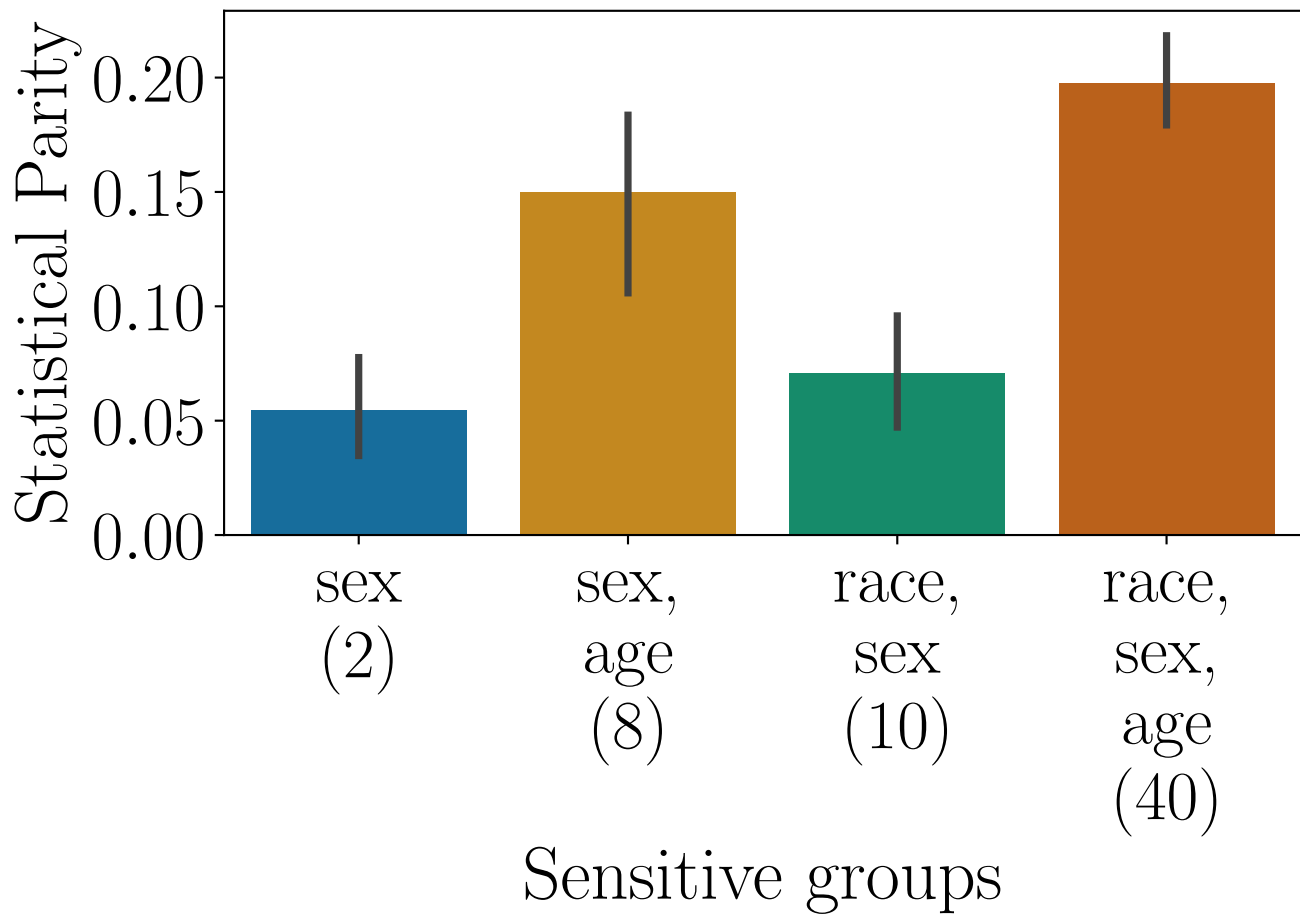 Statistical Parity
0.20
0.15
0.10
0.05
0.00
sex
(2)
sex,
age
(8)
race,
sex
(10)
race,
sex,
age
(40)
Sensitive groups